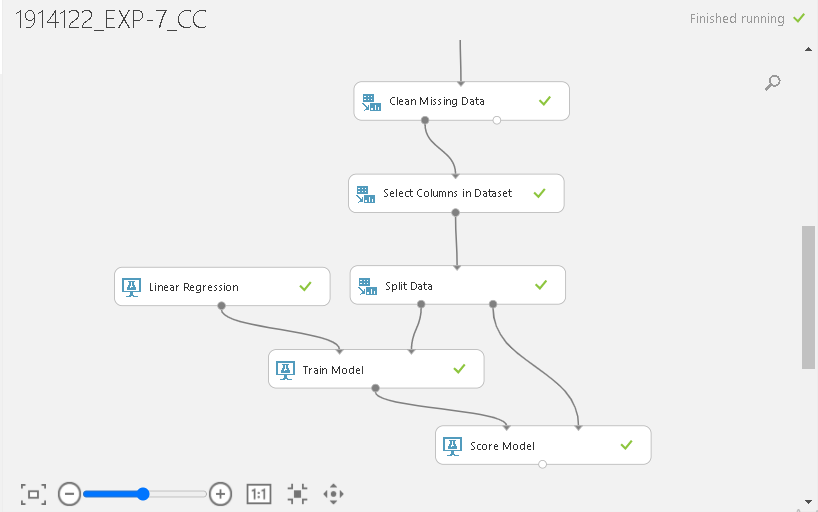 1914122_EXP-7_CC
Finished running
Clean Missing Data
Select Columns in Dataset
Linear Regression
Split Data
Train Model
Score Model
1:1